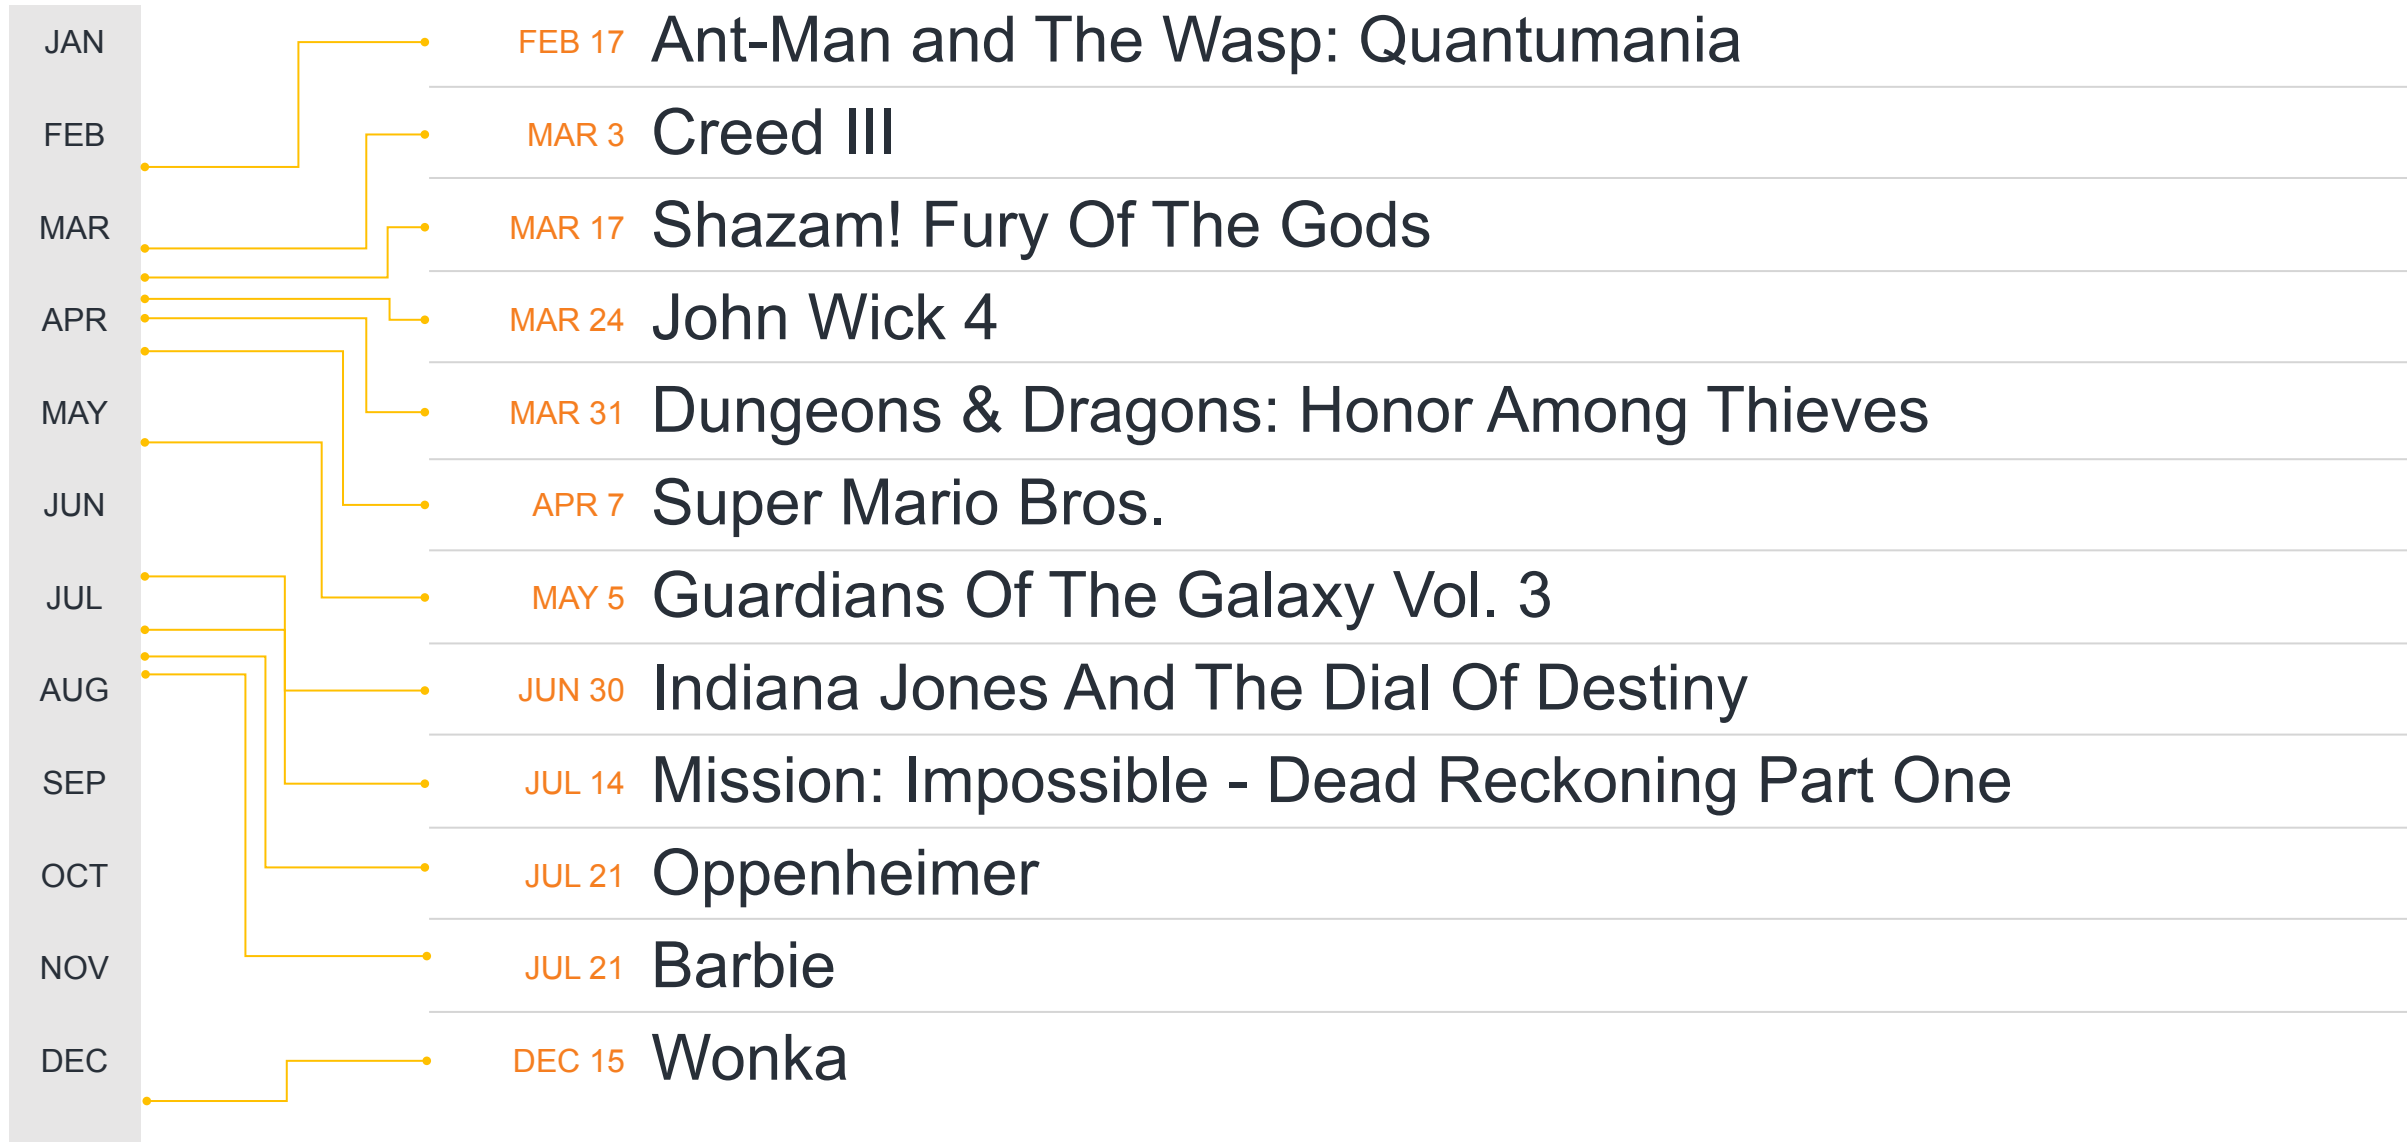 JAN
FEB
MAR
APR
MAY
JUN
JUL
AUG
SEP
OCT
NOV
DEC
FEB 17 Ant-Man and The Wasp: Quantumania
MAR 3 Creed III
MAR 17 Shazam! Fury Of The Gods
MAR 24 John Wick 4
MAR 31 Dungeons & Dragons: Honor Among Thieves
APR 7 Super Mario Bros.
MAY 5 Guardians Of The Galaxy Vol. 3
JUN 30 Indiana Jones And The Dial Of Destiny
JUL 14 Mission: Impossible - Dead Reckoning Part One
JUL 21 Oppenheimer
JUL 21 Barbie
DEC 15 Wonka